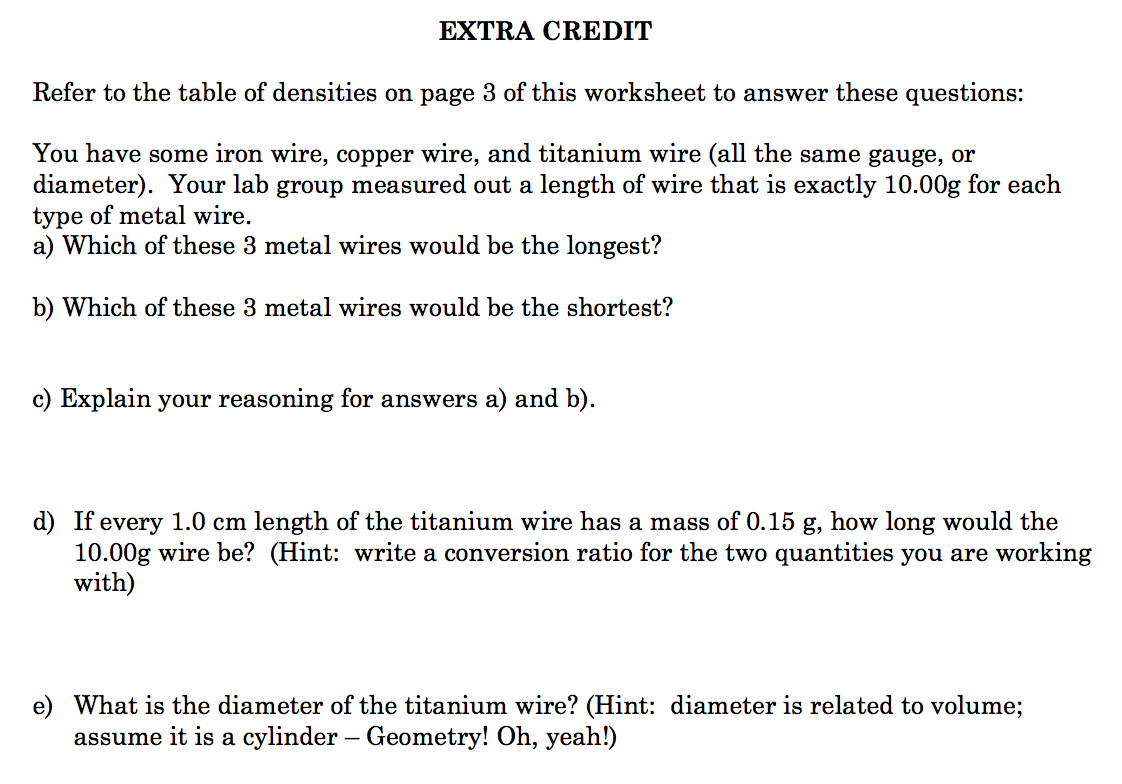 EXTRA CREDIT
Refer to the table of densities on page 3 of this worksheet to answer these questions:
You have some iron wire, copper wire, and titanium wire (all the same gauge, or
diameter).  Your lab group measured out a length of wire that is exactly 10.00g for each
type of metal wire.
a) Which of these 3 metal wires would be the longest?
b) Which of these 3 metal wires would be the shortest?
c) Explain your reasoning for answers a) and b).
d)  If every 1.0 cm length of the titanium wire has a mass of 0.15 g, how long would the
10.00g wire be?  (Hint:  write a conversion ratio for the two quantities you are working
with)
e)  What is the diameter of the titanium wire? (Hint:  diameter is related to volume;
assume it is a cylinder – Geometry! Oh, yeah!)